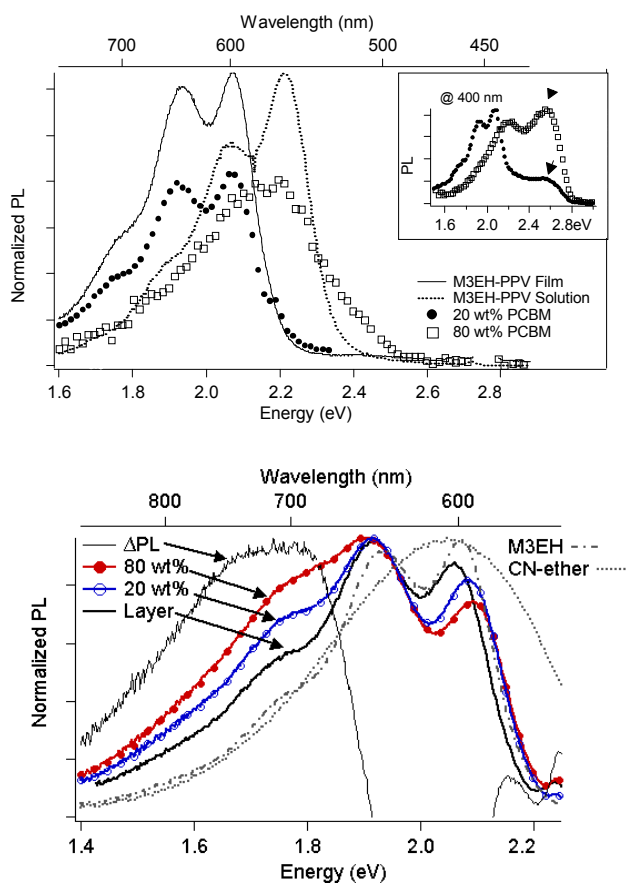 Wavelength (nm)
700 600 500 450
Normalized PL
@ 400 nm
PL
1.6 2.0 2.4 2.8eV
M3EH-PPV Film
M3EH-PPV Solution
20 wt% PCBM
80 wt% PCBM
1.6 1.8 2.0 2.2 2.4 2.6 2.8
Energy (eV)
Wavelength (nm)
800 700 600
Normalized PL
ΔPL
80 wt%
20 wt%
Layer
M3EH
CN-ether
1.4 1.6 1.8 2.0 2.2
Energy (eV)